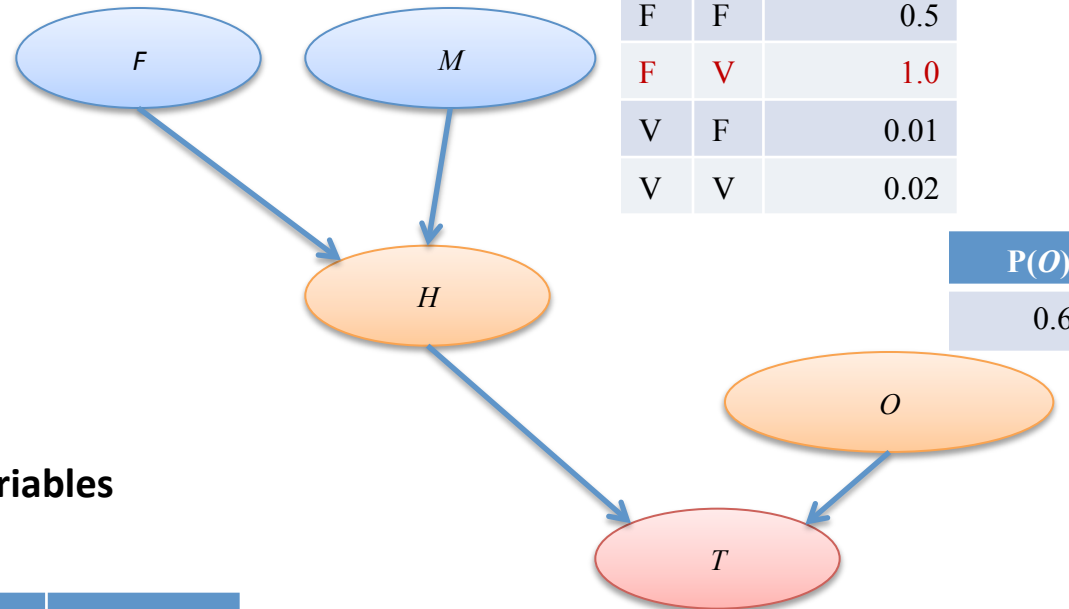 F F 0.5
F M
F V 1.0
V F 0.01
V V 0.02
P(O)
H
0.6
O
riables
T